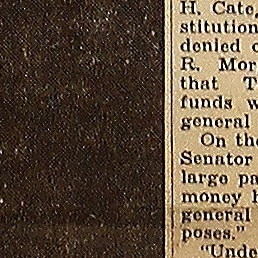 H. Cate,
stitution
denied o
R. Mor
that T
funds w
general
On the
Senator
large pa
money h
general
poses."
"Unde